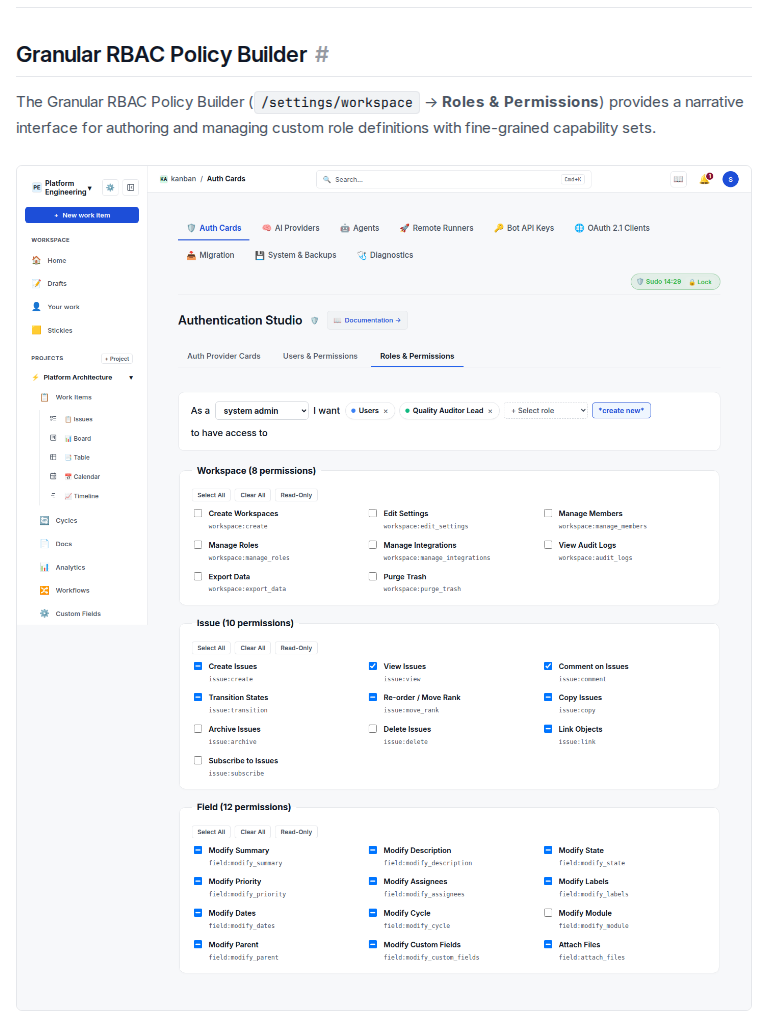 Granular RBAC Policy Builder #
The Granular RBAC Policy Builder ( /settings/workspace → Roles & Permissions) provides a narrative
interface for authoring and managing custom role definitions with fine-grained capability sets.
PE Platform Engineering ▾
KA kanban / Auth Cards
Search...
Cmd+K
1
S
+ New work item
WORKSPACE
Home
Drafts
Your work
Stickies
PROJECTS
+ Project
Platform Architecture ▾
Work Items
Issues
Board
Table
Calendar
Timeline
Cycles
Docs
Analytics
Workflows
Custom Fields
Auth Cards
AI Providers
Agents
Remote Runners
Bot API Keys
OAuth 2.1 Clients
Migration
System & Backups
Diagnostics
Sudo 14:29 Lock
Authentication Studio
Documentation →
Auth Provider Cards
Users & Permissions
Roles & Permissions
As a system admin I want Users × Quality Auditor Lead × + Select role *create new*
to have access to
Workspace (8 permissions)
Select All Clear All Read-Only
Create Workspaces Edit Settings Manage Members
workspace:create workspace:edit_settings workspace:manage_members
Manage Roles Manage Integrations View Audit Logs
workspace:manage_roles workspace:manage_integrations workspace:audit_logs
Export Data Purge Trash
workspace:export_data workspace:purge_trash
Issue (10 permissions)
Select All Clear All Read-Only
Create Issues View Issues Comment on Issues
issue:create issue:view issue:comment
Transition States Re-order / Move Rank Copy Issues
issue:transition issue:move_rank issue:copy
Archive Issues Delete Issues Link Objects
issue:archive issue:delete issue:link
Subscribe to Issues
issue:subscribe
Field (12 permissions)
Select All Clear All Read-Only
Modify Summary Modify Description Modify State
field:modify_summary field:modify_description field:modify_state
Modify Priority Modify Assignees Modify Labels
field:modify_priority field:modify_assignees field:modify_labels
Modify Dates Modify Cycle Modify Module
field:modify_dates field:modify_cycle field:modify_module
Modify Parent Modify Custom Fields Attach Files
field:modify_parent field:modify_custom_fields field:attach_files